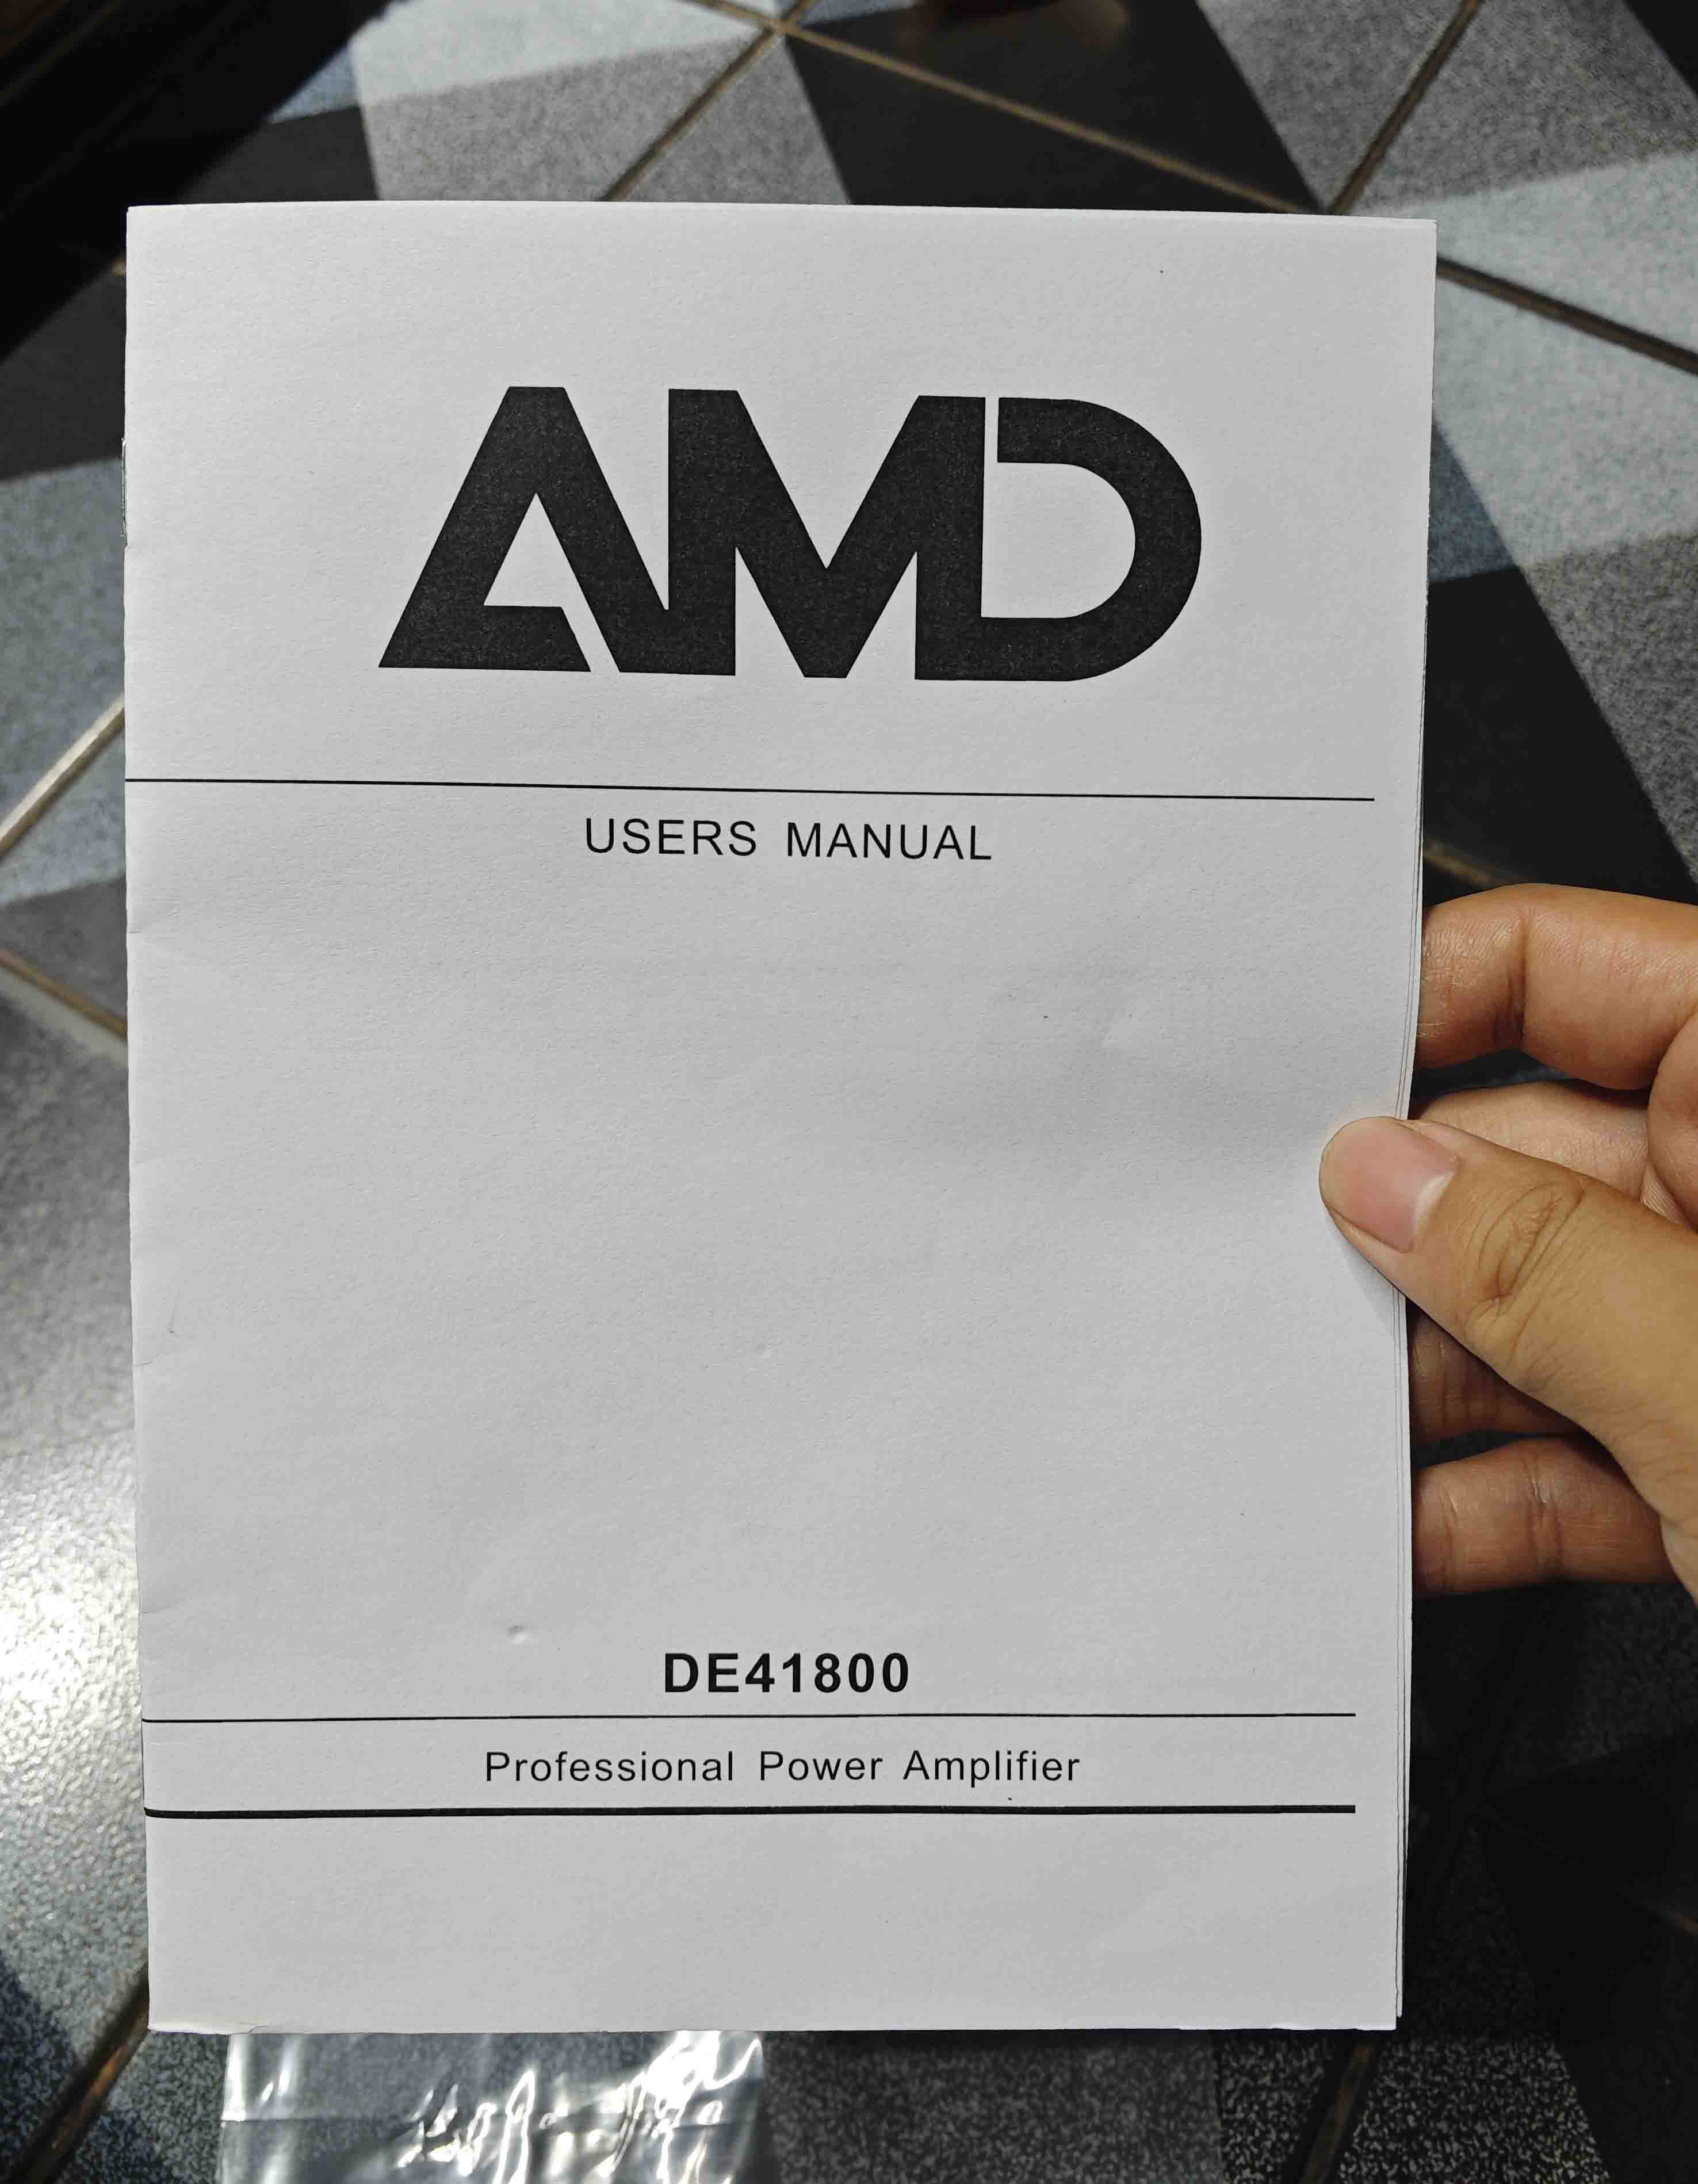 AMD
USERS MANUAL
DE41800
Professional Power Amplifier